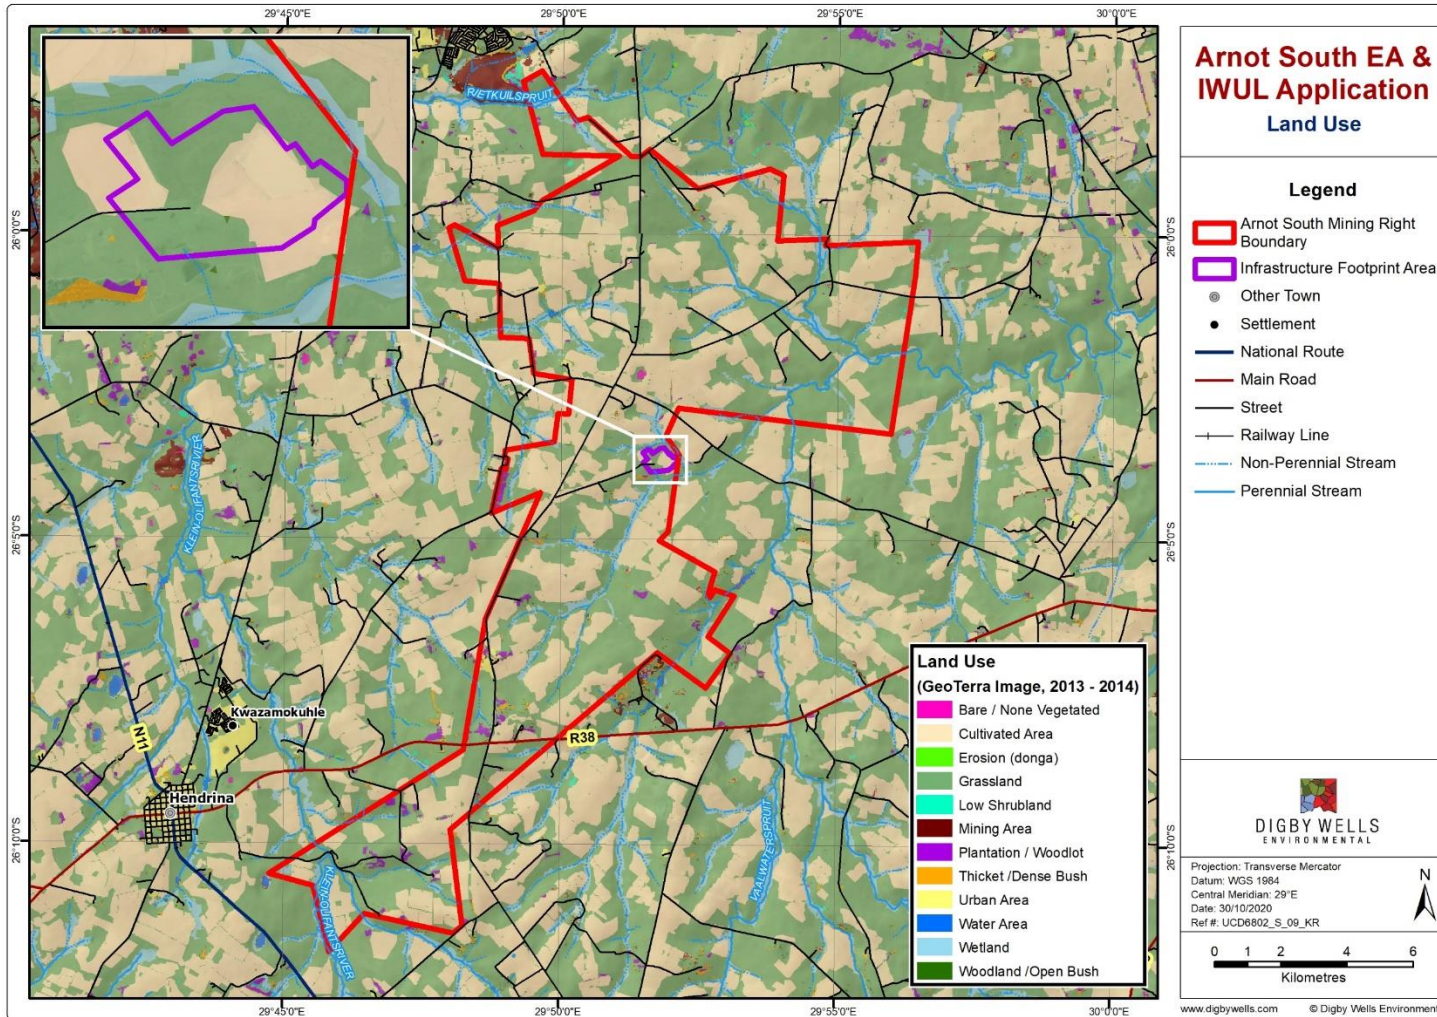 29°45'0"E
29°50'0"E
29°55'0"E
30°0'0"E
26°0'0"S
26°0'0"S
26°5'0"S
26°5'0"S
26°10'0"S
26°10'0"S
29°45'0"E
29°50'0"E
29°55'0"E
30°0'0"E
RIETKUILSPRUIT
KLEIN-OLIFANTSRIVIER
Kwazamokuhle
N11
Hendrina
R38
KLEIN-OLIFANTSRIVER
VAALWATERSPRUIT
Land Use
(GeoTerra Image, 2013 - 2014)
Bare / None Vegetated
Cultivated Area
Erosion (donga)
Grassland
Low Shrubland
Mining Area
Plantation / Woodlot
Thicket /Dense Bush
Urban Area
Water Area
Wetland
Woodland /Open Bush
Arnot South EA &
IWUL Application
Land Use
Legend
Arnot South Mining Right
Boundary
Infrastructure Footprint Area
Other Town
Settlement
National Route
Main Road
Street
Railway Line
Non-Perennial Stream
Perennial Stream
DIGBY WELLS
ENVIRONMENTAL
Projection: Transverse Mercator
Datum: WGS 1984
Central Meridian: 29°E
Date: 30/10/2020
Ref #: UCD6802_S_09_KR
N
0 1 2 4 6
Kilometres
www.digbywells.com © Digby Wells Environment